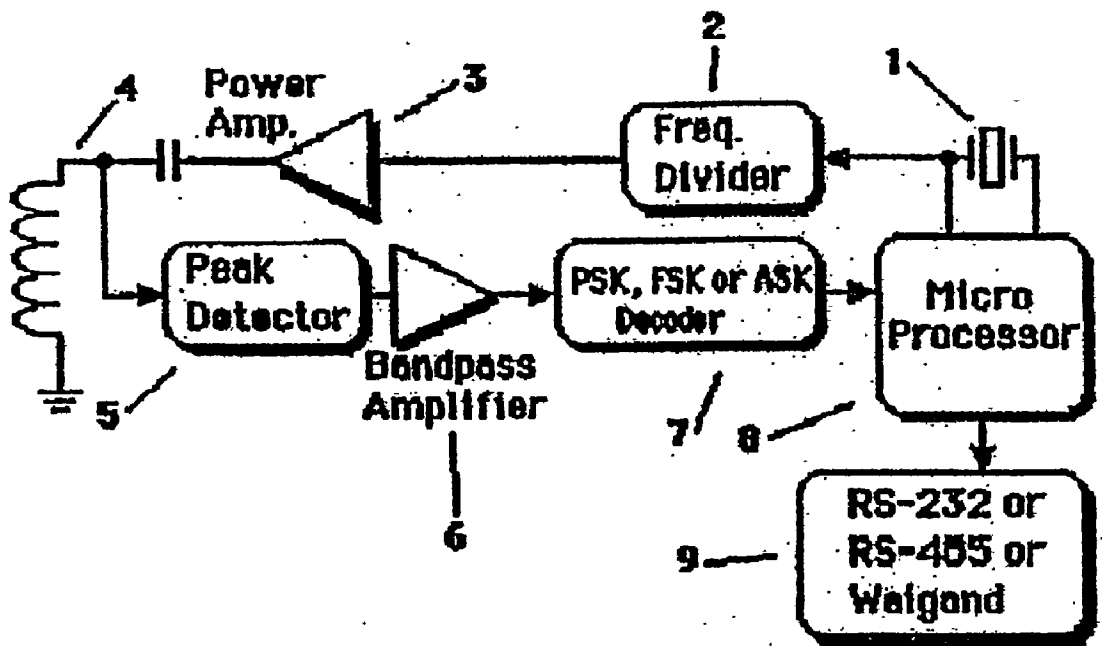 2
1
4
Power
Amp.
3
Freq.
Divider
Peak
Detector
PSK, FSK or ASK
Decoder
Micro
Processor
Bandpass
Amplifier
5
7
8
6
RS-232 or
RS-485 or
Waigand
9